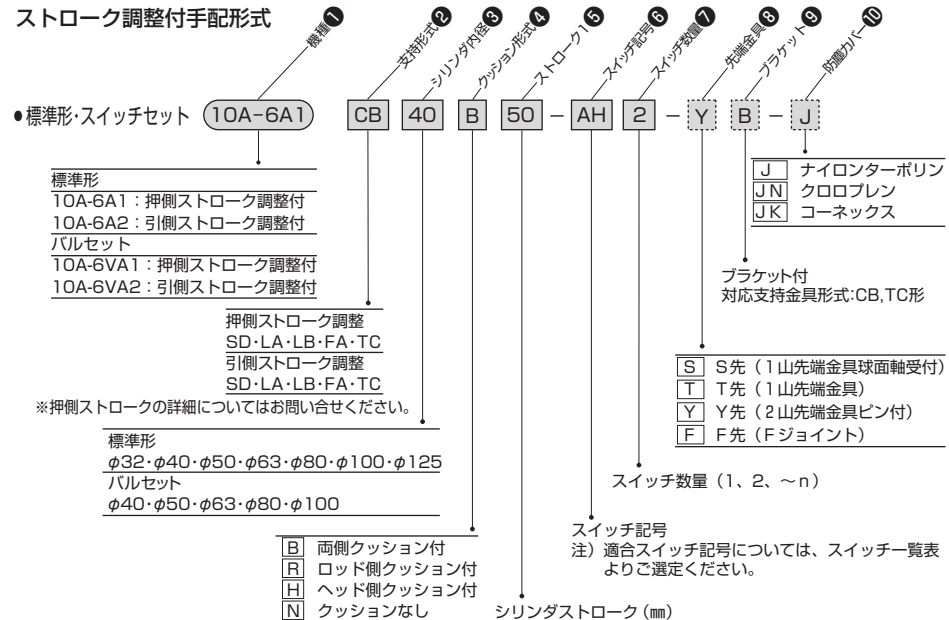 ストローク調整付手配形式
機種❶
支持形式❷
シリンダ内径❸
クッション形式❹
ストローク1❺
スイッチ記号❻
スイッチ数量❼
先端金具❽
ブラケット❾
防塵カバー❿
●標準形・スイッチセット 10A-6A1 CB 40 B 50 - AH 2 - Y B - J
標準形
10A-6A1：押側ストローク調整付
10A-6A2：引側ストローク調整付
バルセット
10A-6VA1：押側ストローク調整付
10A-6VA2：引側ストローク調整付
J ナイロンターポリン
JN クロロプレン
JK コーネックス
ブラケット付
対応支持金具形式:CB,TC形
押側ストローク調整
SD・LA・LB・FA・TC
引側ストローク調整
SD・LA・LB・FA・TC
※押側ストロークの詳細についてはお問い合せください。
S S先（1山先端金具球面軸受付）
T T先（1山先端金具）
Y Y先（2山先端金具ピン付）
F F先（Fジョイント）
標準形
φ32・φ40・φ50・φ63・φ80・φ100・φ125
バルセット
φ40・φ50・φ63・φ80・φ100
スイッチ数量（1、2、～n）
スイッチ記号
注）適合スイッチ記号については、スイッチ一覧表
よりご選定ください。
B 両側クッション付
R ロッド側クッション付
H ヘッド側クッション付
N クッションなし
シリンダストローク（㎜）